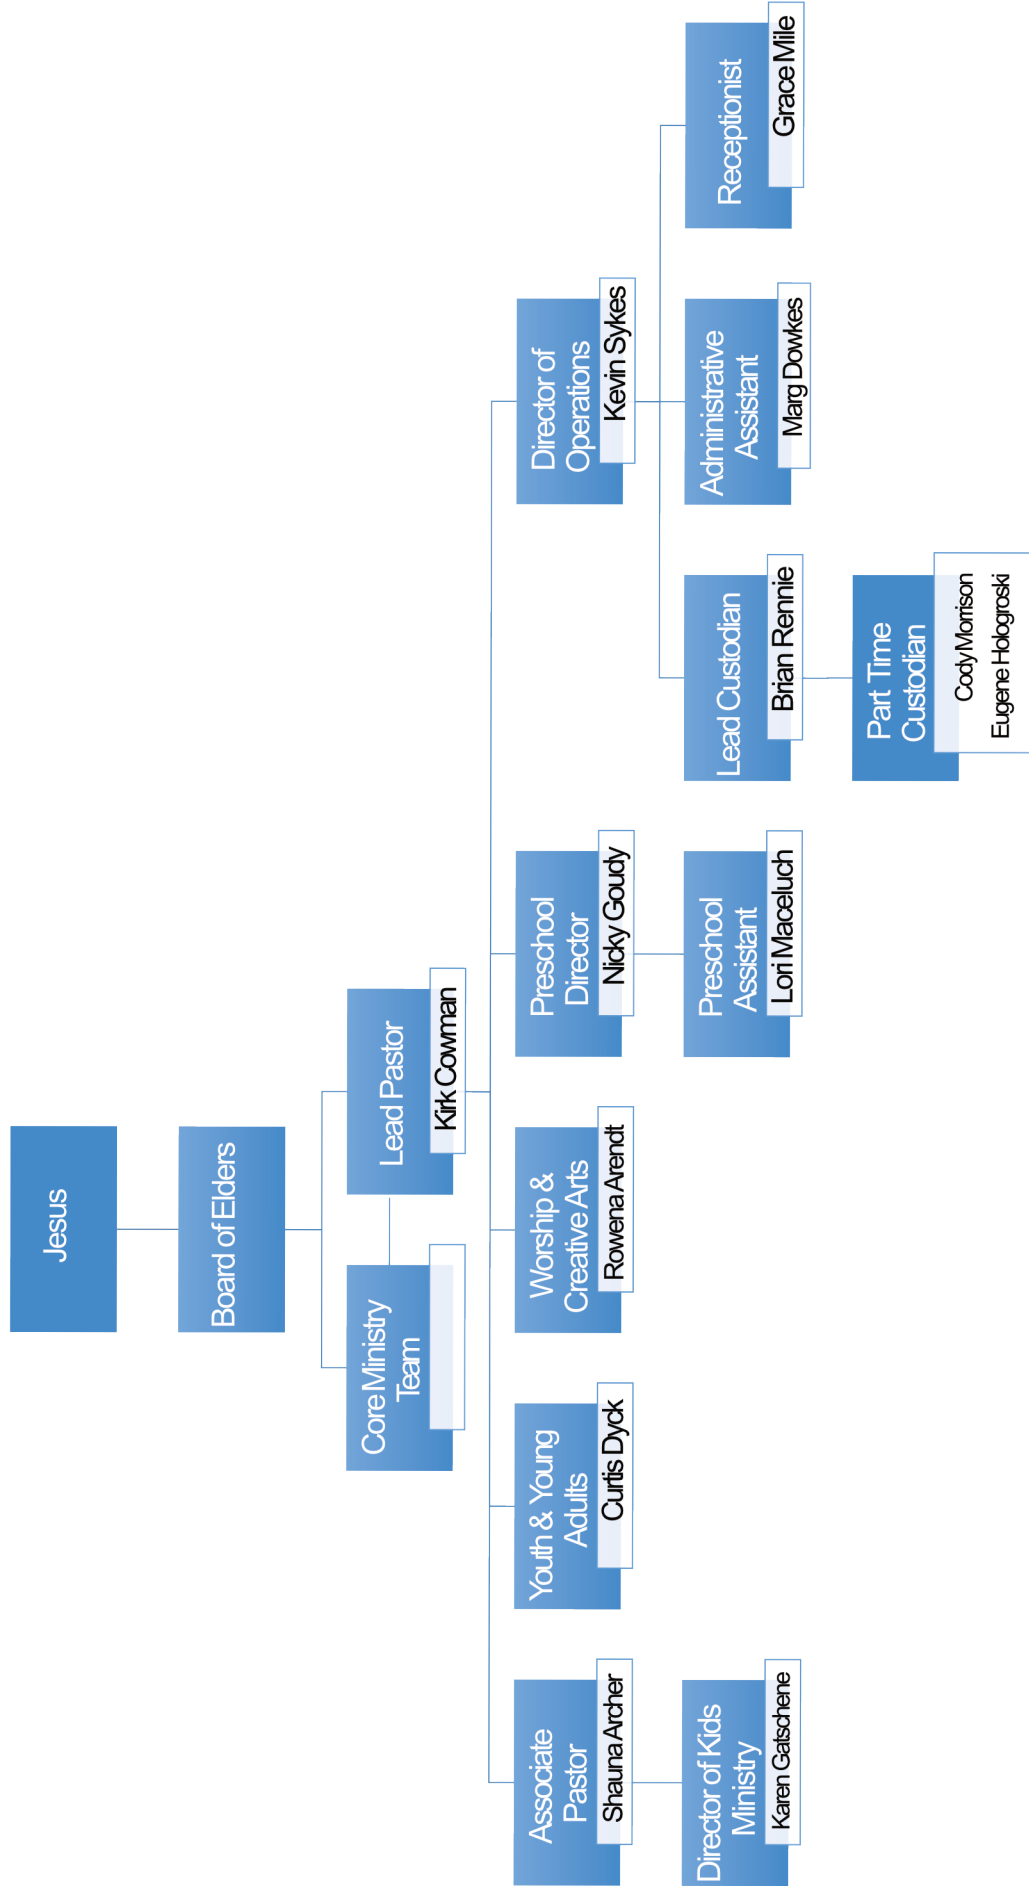 Jesus
Board of Elders
Core Ministry
Team
Lead Pastor
Kirk Cowman
Associate
Pastor
Shauna Archer
Youth & Young
Adults
Curtis Dyck
Worship &
Creative Arts
Rowena Arendt
Preschool
Director
Nicky Goudy
Director of
Operations
Kevin Sykes
Director of Kids
Ministry
Karen Gatschene
Preschool
Assistant
Lori Maceluch
Lead Custodian
Brian Rennie
Administrative
Assistant
Marg Dowkes
Receptionist
Grace Mile
Part Time
Custodian
Cody Morrison
Eugene Hologroski